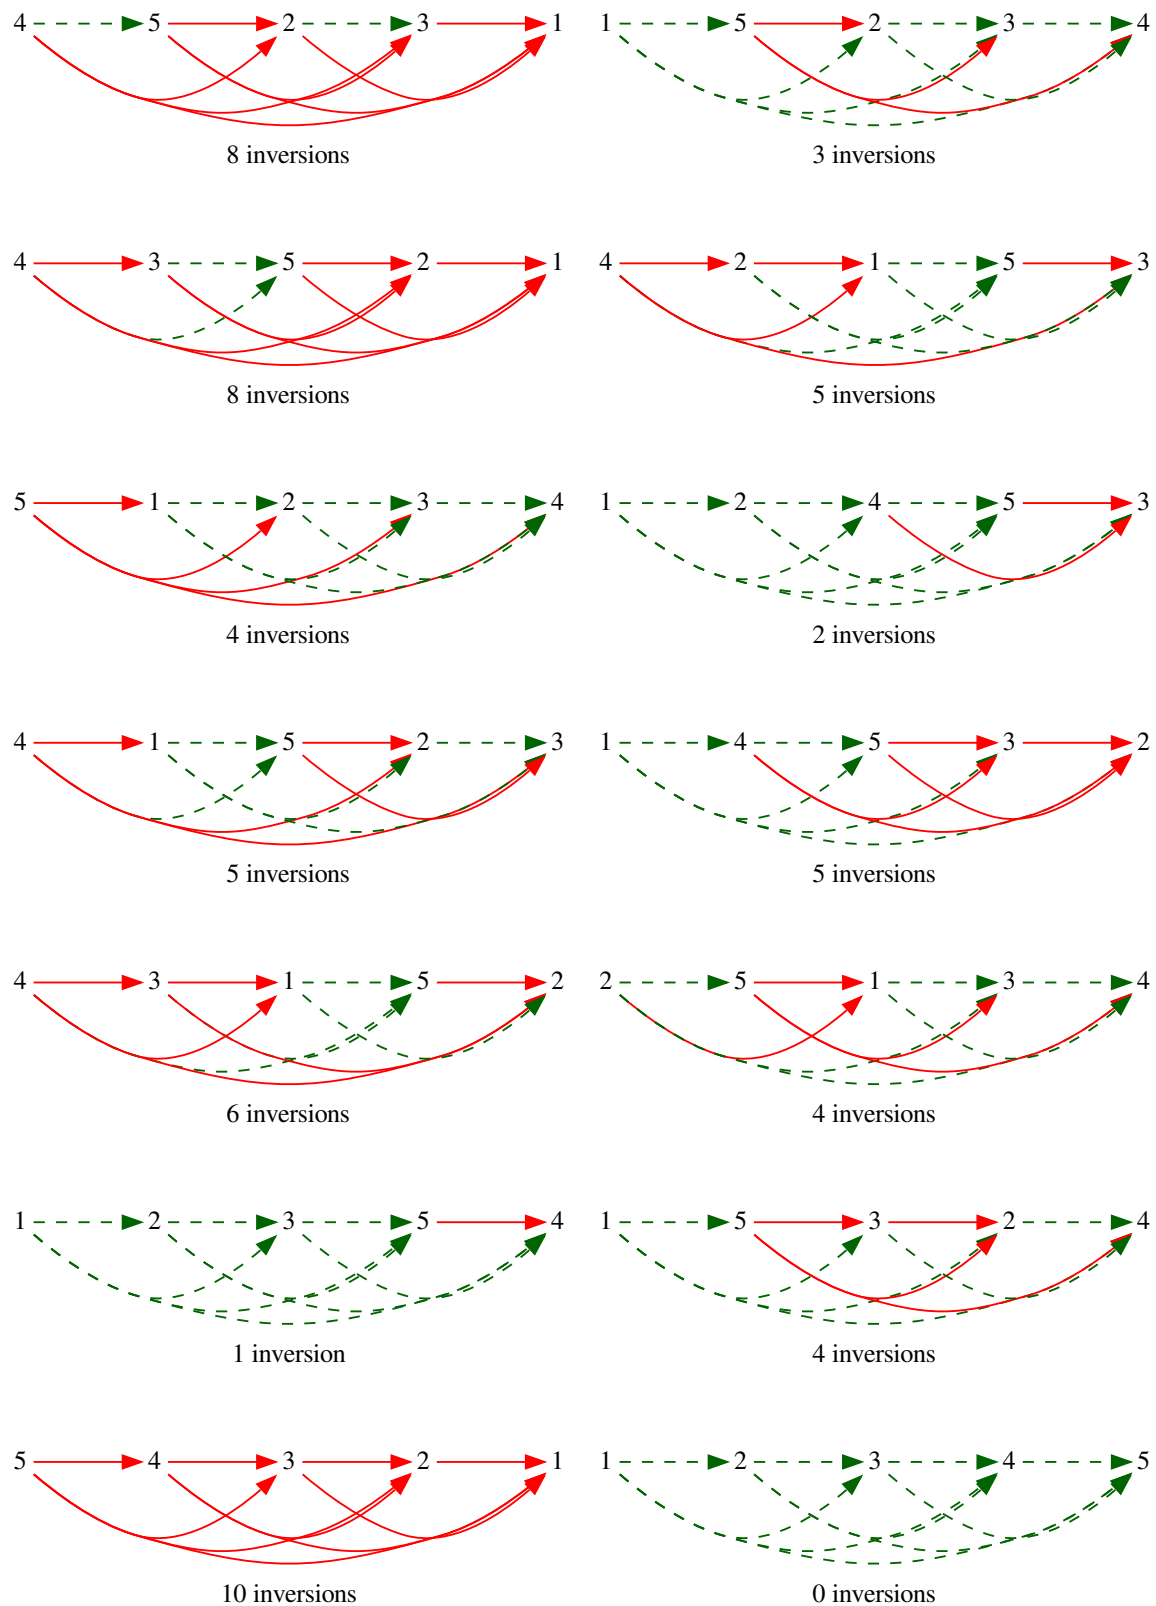 4 5 2 3 1
8 inversions
1 5 2 3 4
3 inversions
4 3 5 2 1
8 inversions
4 2 1 5 3
5 inversions
5 1 2 3 4
4 inversions
1 2 4 5 3
2 inversions
4 1 5 2 3
5 inversions
1 4 5 3 2
5 inversions
4 3 1 5 2
6 inversions
2 5 1 3 4
4 inversions
1 2 3 5 4
1 inversion
1 5 3 2 4
4 inversions
5 4 3 2 1
10 inversions
1 2 3 4 5
0 inversions